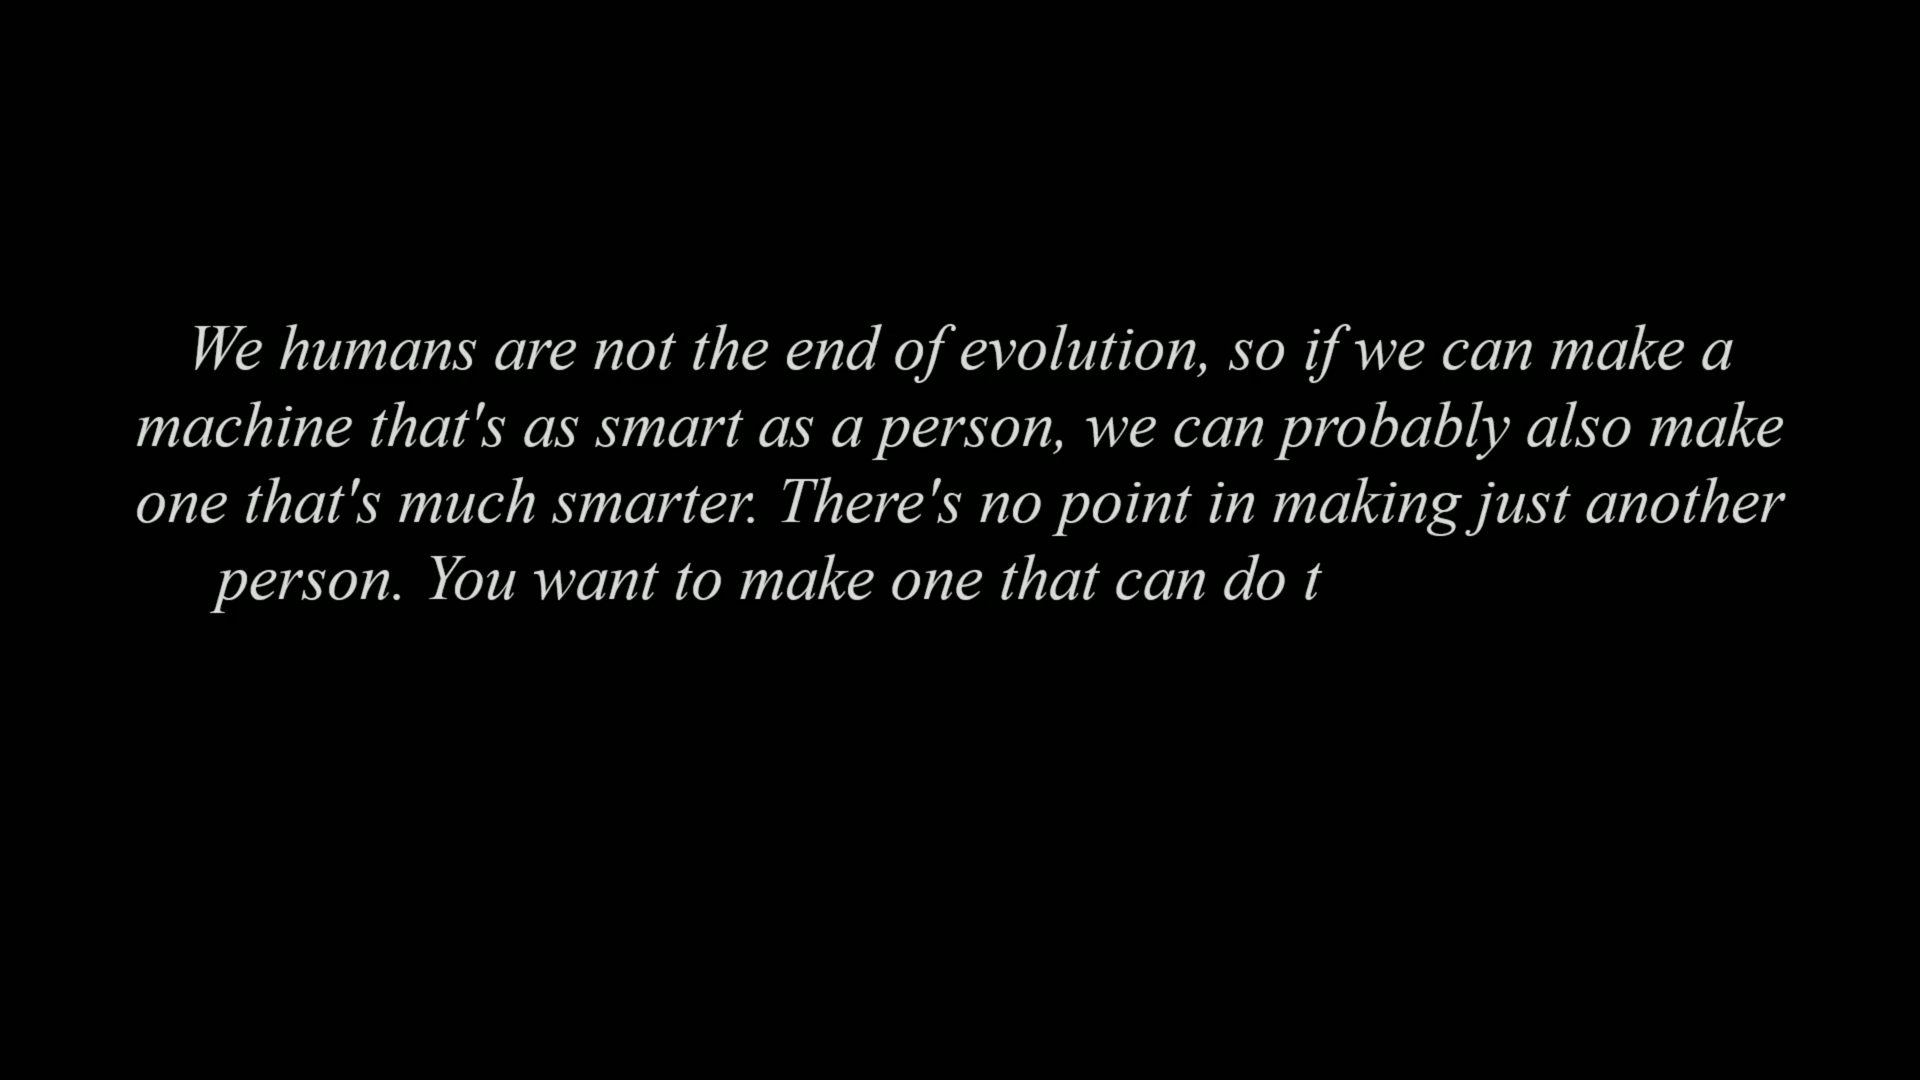 We humans are not the end of evolution, so if we can make a
machine that's as smart as a person, we can probably also make
one that's much smarter. There's no point in making just another
person. You want to make one that can do t